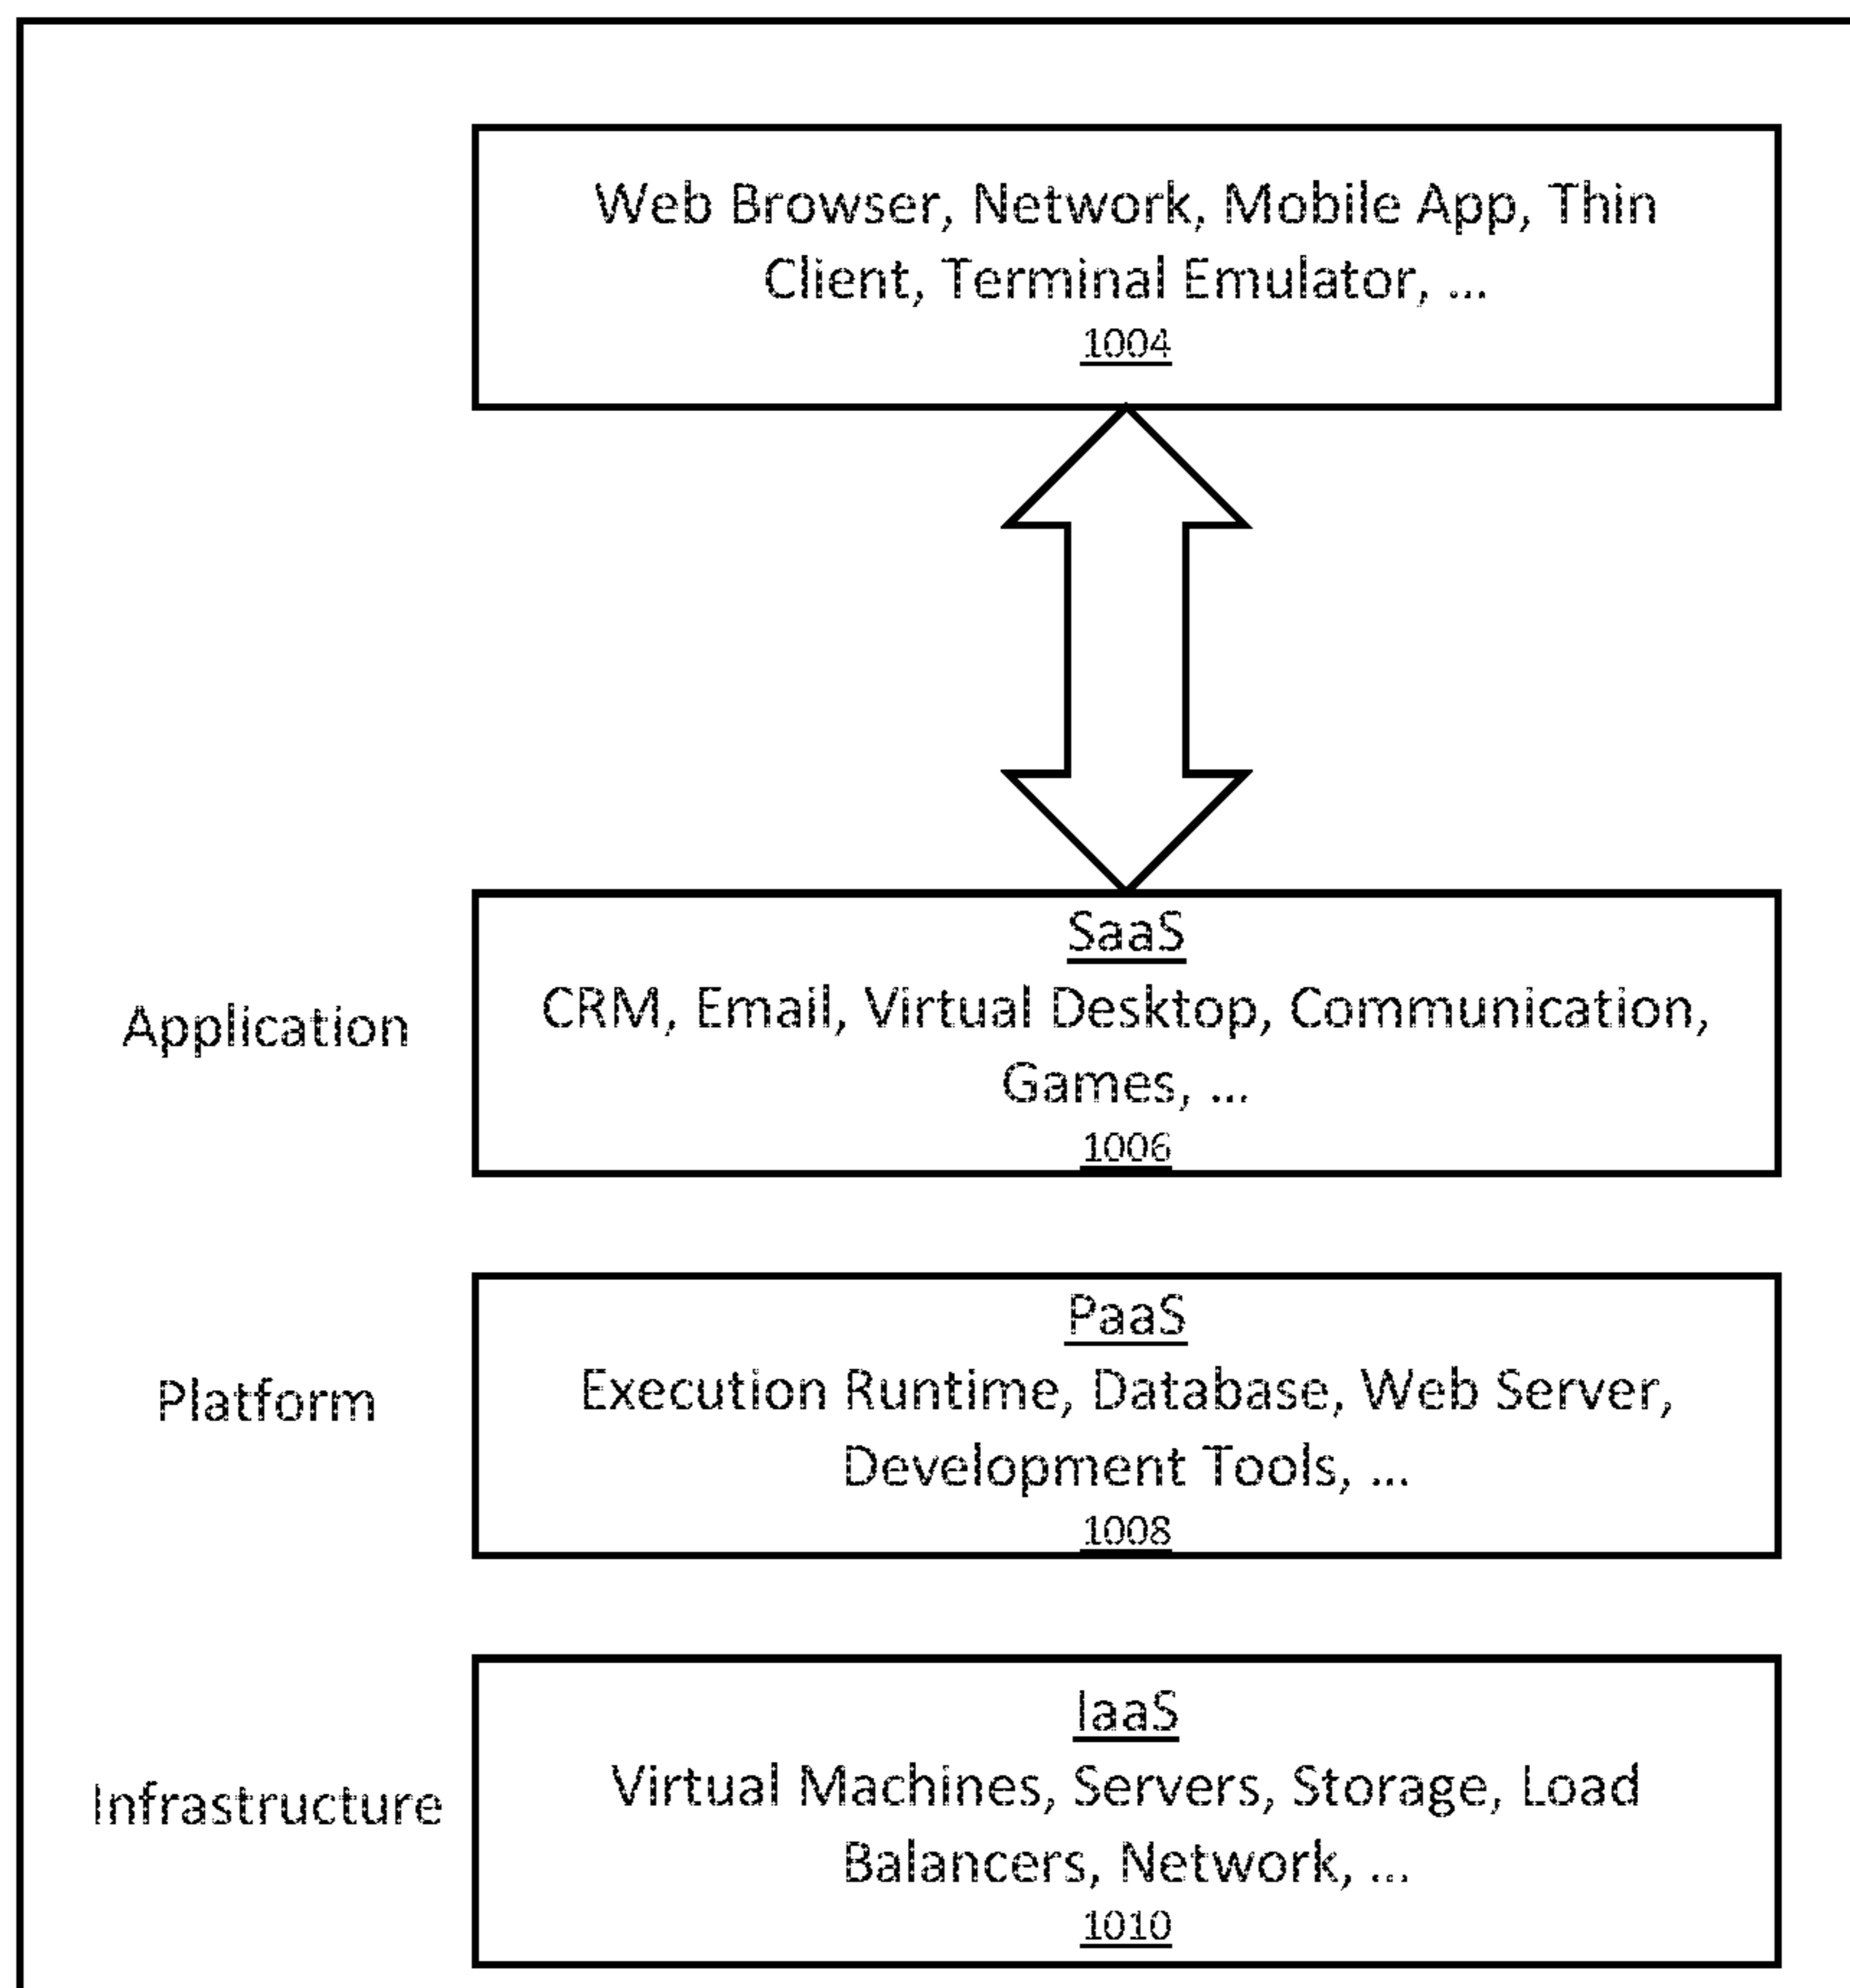 Web Browser, Network, Mobile App, Thin
Client, Terminal Emulator, ...
1004
SaaS
Application
CRM, Email, Virtual Desktop, Communication,
Games, ...
1006
PaaS
Platform
Execution Runtime, Database, Web Server,
Development Tools, ...
1008
IaaS
Infrastructure
Virtual Machines, Servers, Storage, Load
Balancers, Network, ...
1010